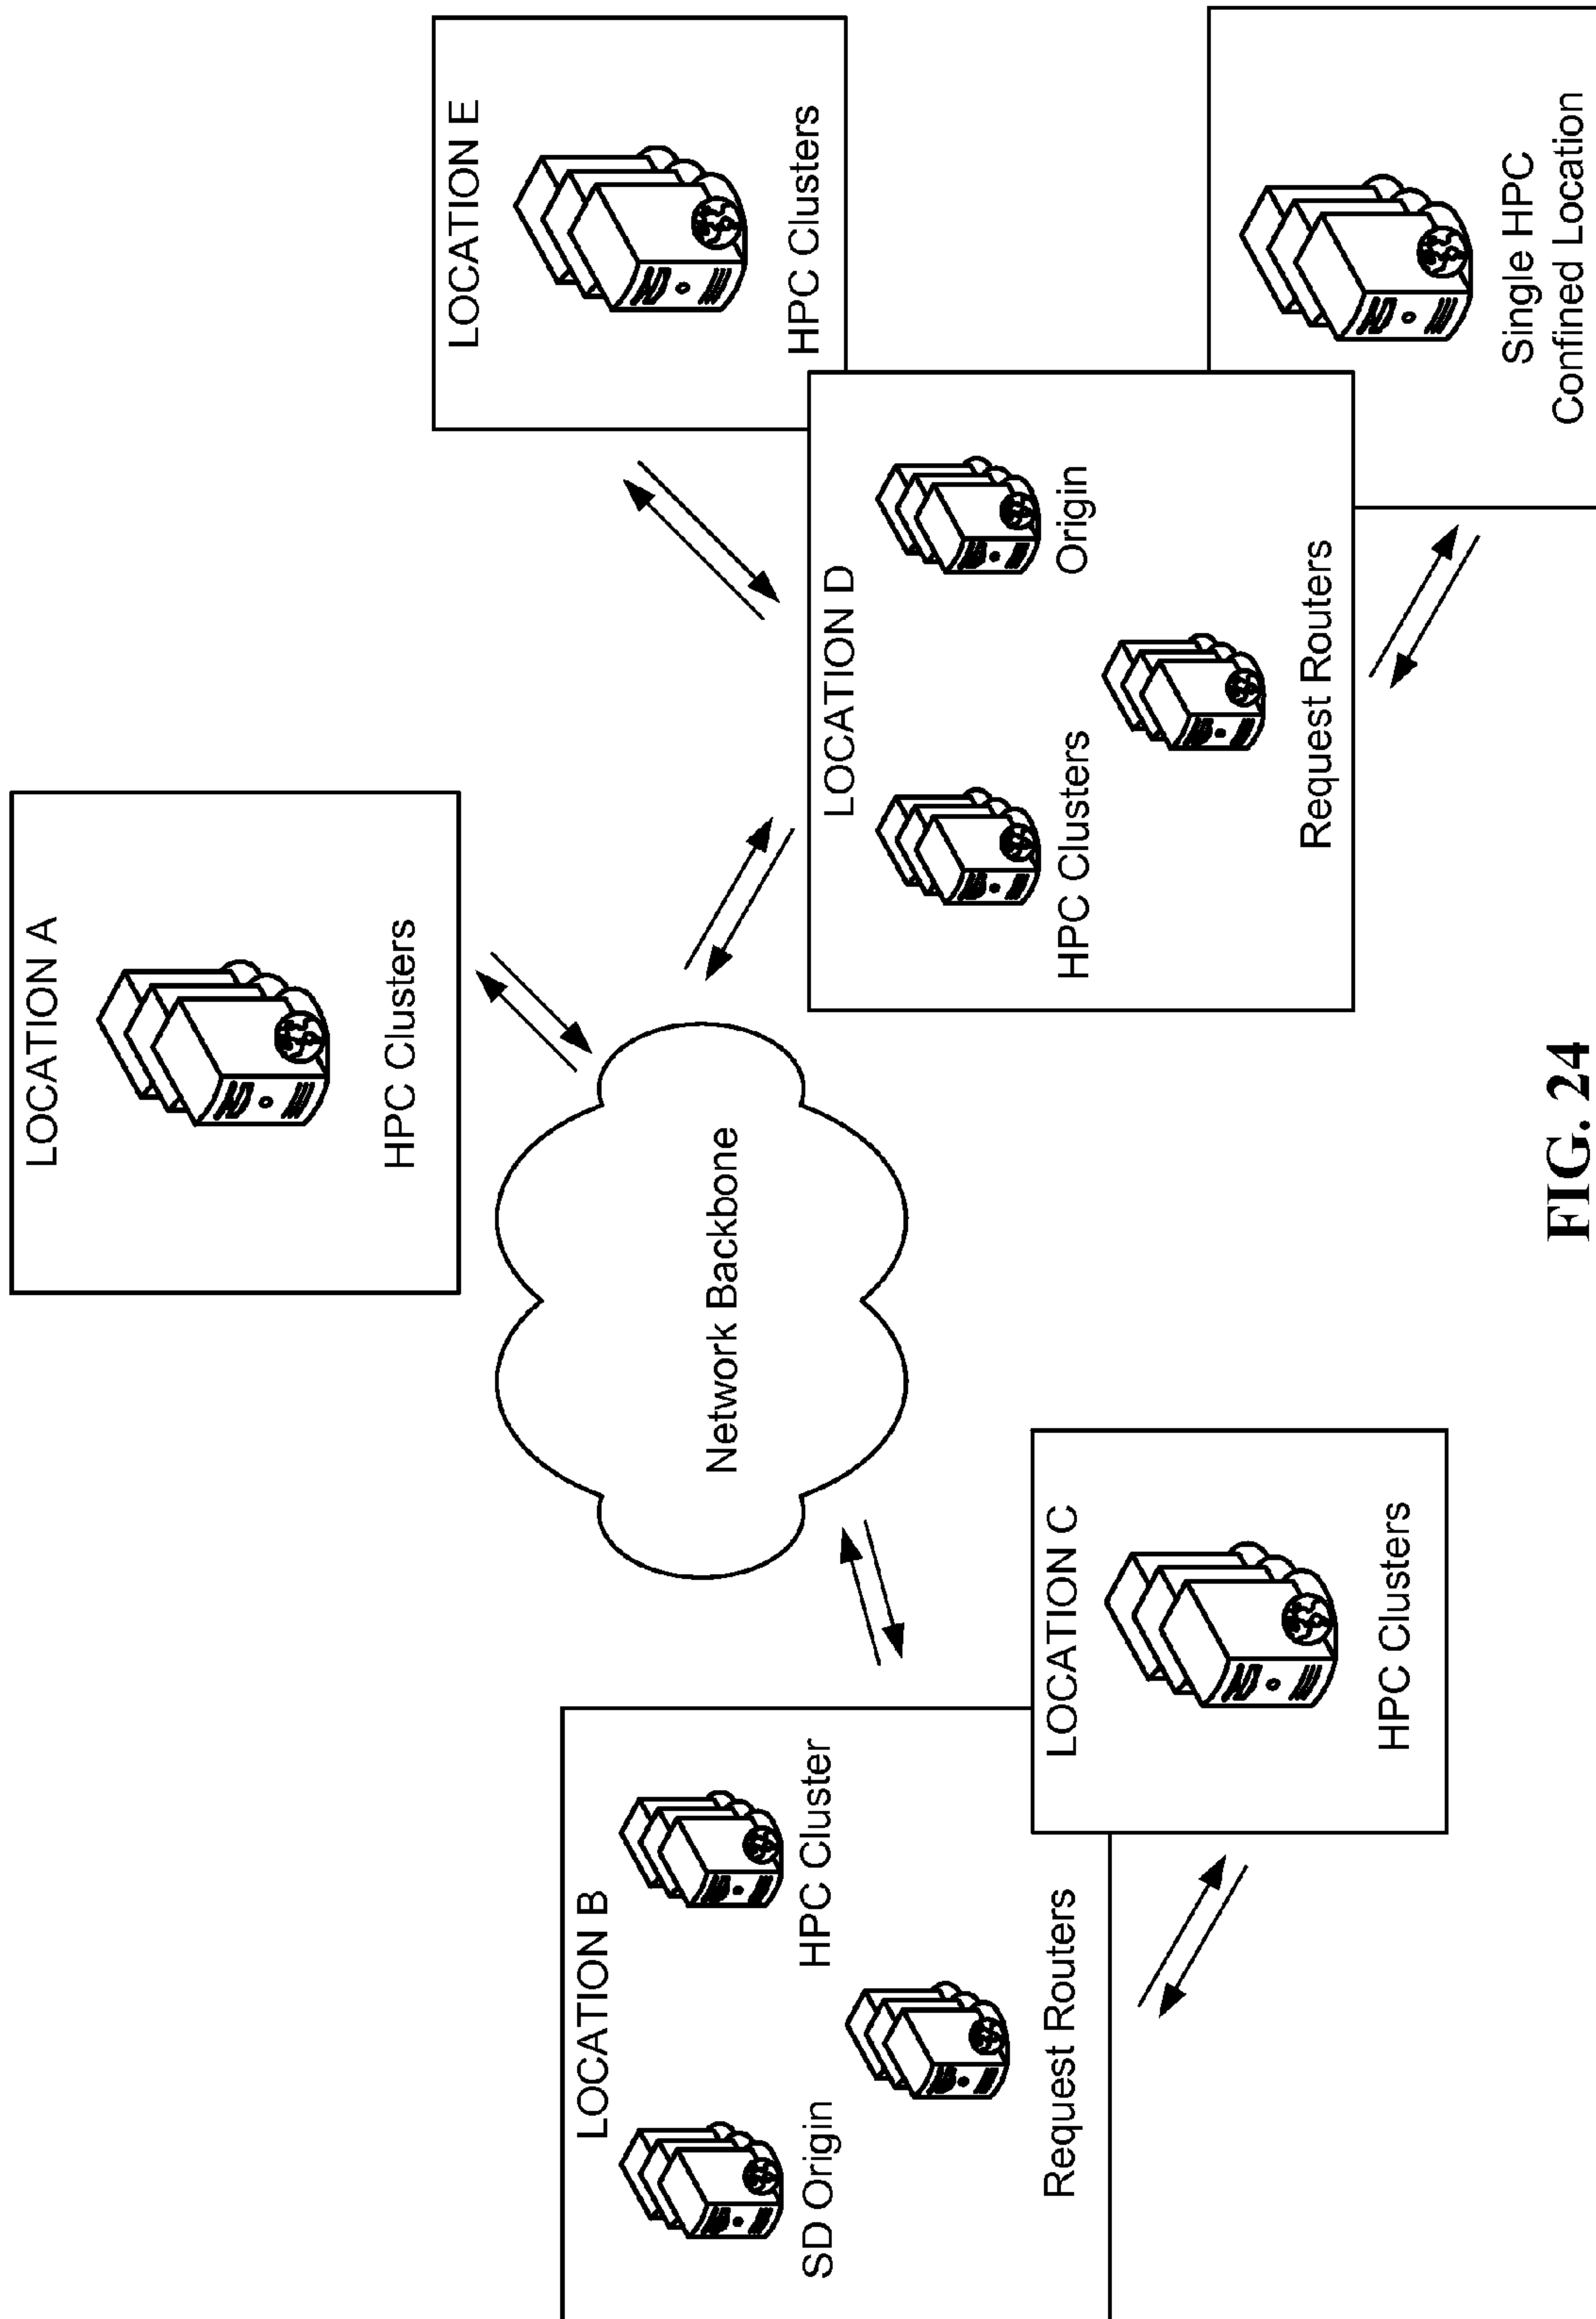 LOCATION A
HPC Clusters
LOCATION E
HPC Clusters
Network Backbone
LOCATION B
SD Origin
HPC Cluster
Request Routers
LOCATION C
HPC Clusters
LOCATION D
HPC Clusters
Origin
Request Routers
Single HPC
Confined Location
FIG. 24